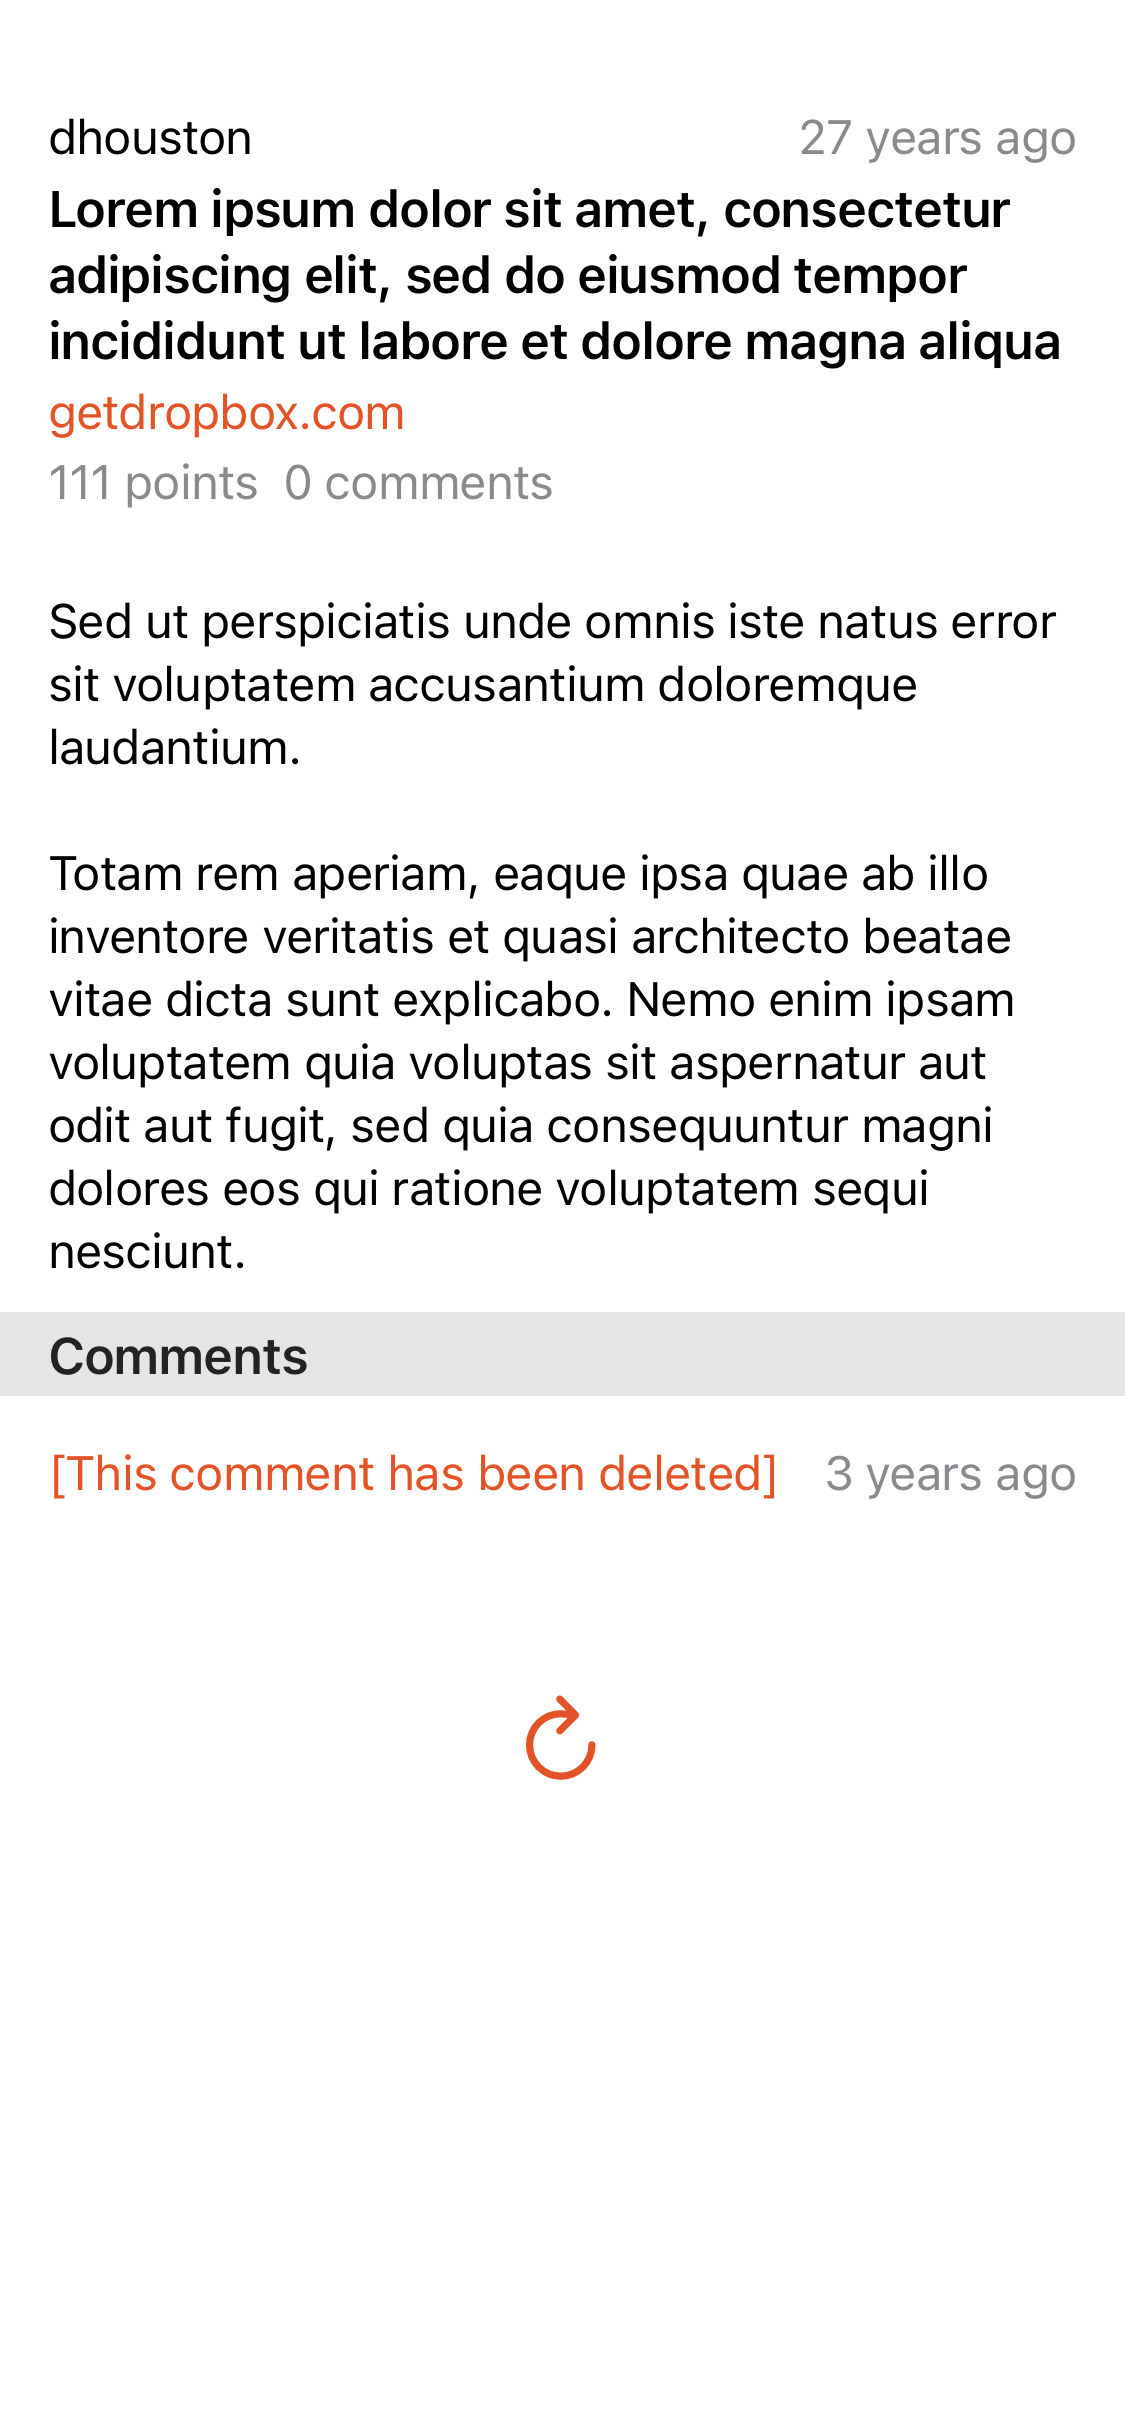 dhouston 27 years ago
Lorem ipsum dolor sit amet, consectetur
adipiscing elit, sed do eiusmod tempor
incididunt ut labore et dolore magna aliqua
getdropbox.com
111 points 0 comments
Sed ut perspiciatis unde omnis iste natus error
sit voluptatem accusantium doloremque
laudantium.
Totam rem aperiam, eaque ipsa quae ab illo
inventore veritatis et quasi architecto beatae
vitae dicta sunt explicabo. Nemo enim ipsam
voluptatem quia voluptas sit aspernatur aut
odit aut fugit, sed quia consequuntur magni
dolores eos qui ratione voluptatem sequi
nesciunt.
Comments
[This comment has been deleted] 3 years ago